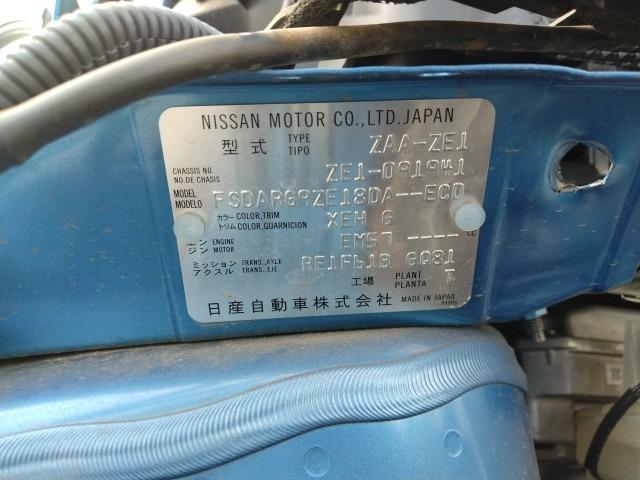 NISSAN MOTOR CO.,LTD.JAPAN
型式 TYPE TIPO ZAA-ZE1
CHASSIS NO. NO.DE CHASIS ZE1-091941
MODEL MODELO FSDARG9ZE18DA--ECD
カラー COLOR,TRIM トリム COLOR,GUARNICION XEH G
エンジン ENGINE MOTOR EM57 ----
ミッション TRANS.,AXLE アクスル TRANS.,EJE RE1F61B GQ81
工場 PLANT PLANTA T
日産自動車株式会社 MADE IN JAPAN